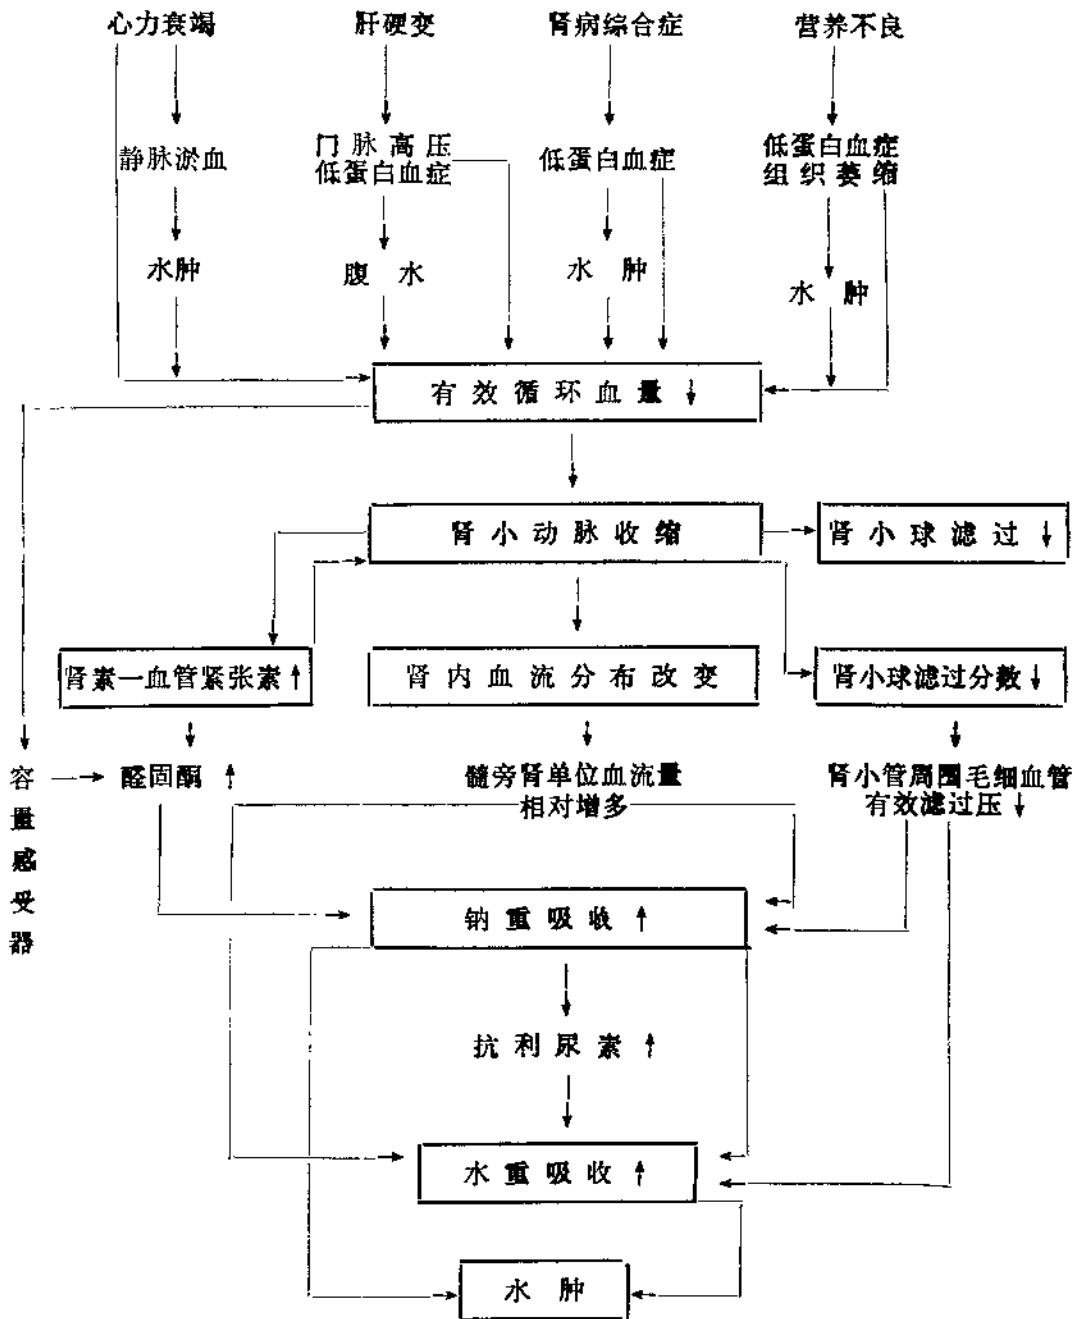 心力衰竭
肝硬变
肾病综合症
营养不良
静脉淤血
门脉高压
低蛋白血症
低蛋白血症
低蛋白血症
组织萎缩
水肿
腹水
水肿
水肿
有效循环血量↓
肾小动脉收缩
肾小球滤过↓
肾素—血管紧张素↑
肾内血流分布改变
肾小球滤过分数↓
容量感受器
醛固酮↑
髓旁肾单位血流量
相对增多
肾小管周围毛细血管
有效滤过压↓
钠重吸收↑
抗利尿素↑
水重吸收↑
水肿